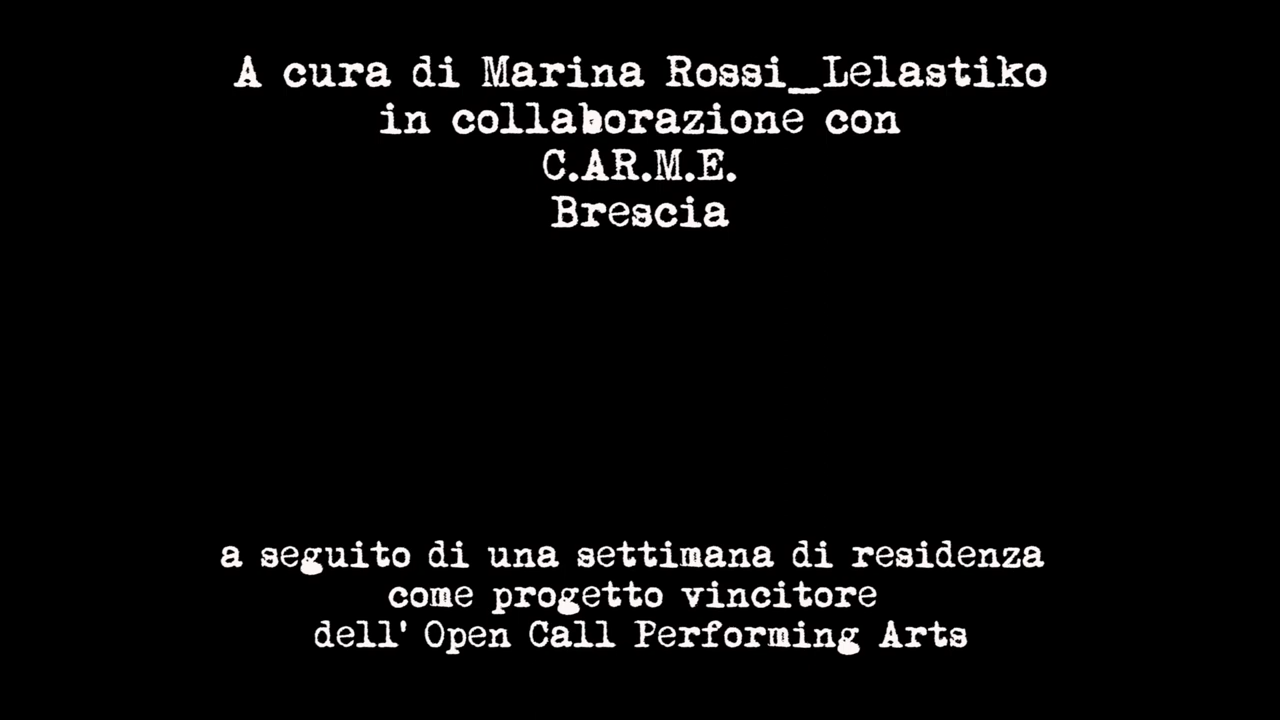 A cura di Marina Rossi_Lelastiko
in collaborazione con
C.AR.M.E.
Brescia
a seguito di una settimana di residenza
come progetto vincitore
dell' Open Call Performing Arts